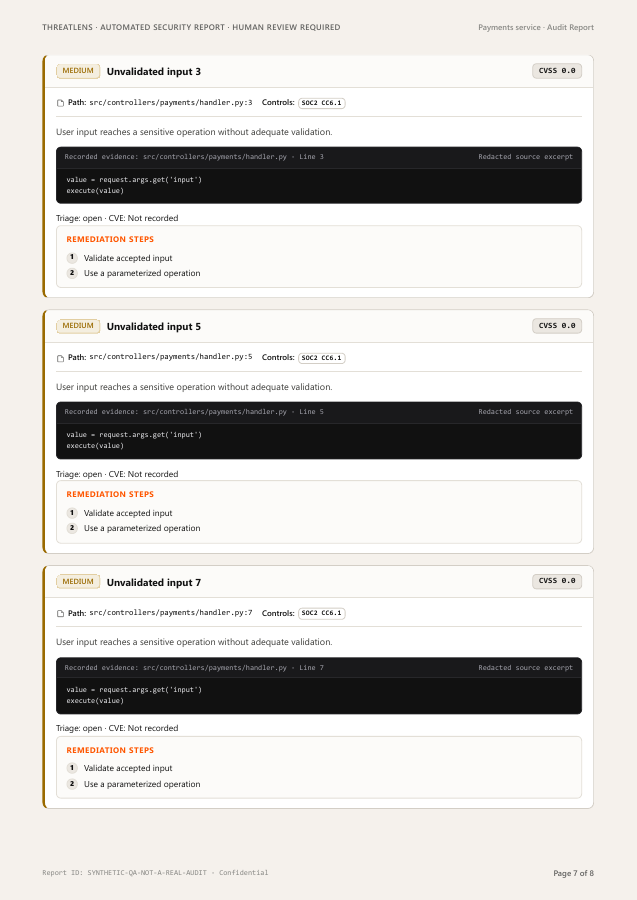 THREATLENS · AUTOMATED SECURITY REPORT · HUMAN REVIEW REQUIRED
Payments service · Audit Report
MEDIUM
Unvalidated input 3
CVSS 0.0
Path: src/controllers/payments/handler.py:3 Controls: SOC2 CC6.1
User input reaches a sensitive operation without adequate validation.
Recorded evidence: src/controllers/payments/handler.py · Line 3
Redacted source excerpt
value = request.args.get('input')
execute(value)
Triage: open · CVE: Not recorded
REMEDIATION STEPS
1 Validate accepted input
2 Use a parameterized operation
MEDIUM
Unvalidated input 5
CVSS 0.0
Path: src/controllers/payments/handler.py:5 Controls: SOC2 CC6.1
User input reaches a sensitive operation without adequate validation.
Recorded evidence: src/controllers/payments/handler.py · Line 5
Redacted source excerpt
value = request.args.get('input')
execute(value)
Triage: open · CVE: Not recorded
REMEDIATION STEPS
1 Validate accepted input
2 Use a parameterized operation
MEDIUM
Unvalidated input 7
CVSS 0.0
Path: src/controllers/payments/handler.py:7 Controls: SOC2 CC6.1
User input reaches a sensitive operation without adequate validation.
Recorded evidence: src/controllers/payments/handler.py · Line 7
Redacted source excerpt
value = request.args.get('input')
execute(value)
Triage: open · CVE: Not recorded
REMEDIATION STEPS
1 Validate accepted input
2 Use a parameterized operation
Report ID: SYNTHETIC-QA-NOT-A-REAL-AUDIT · Confidential
Page 7 of 8